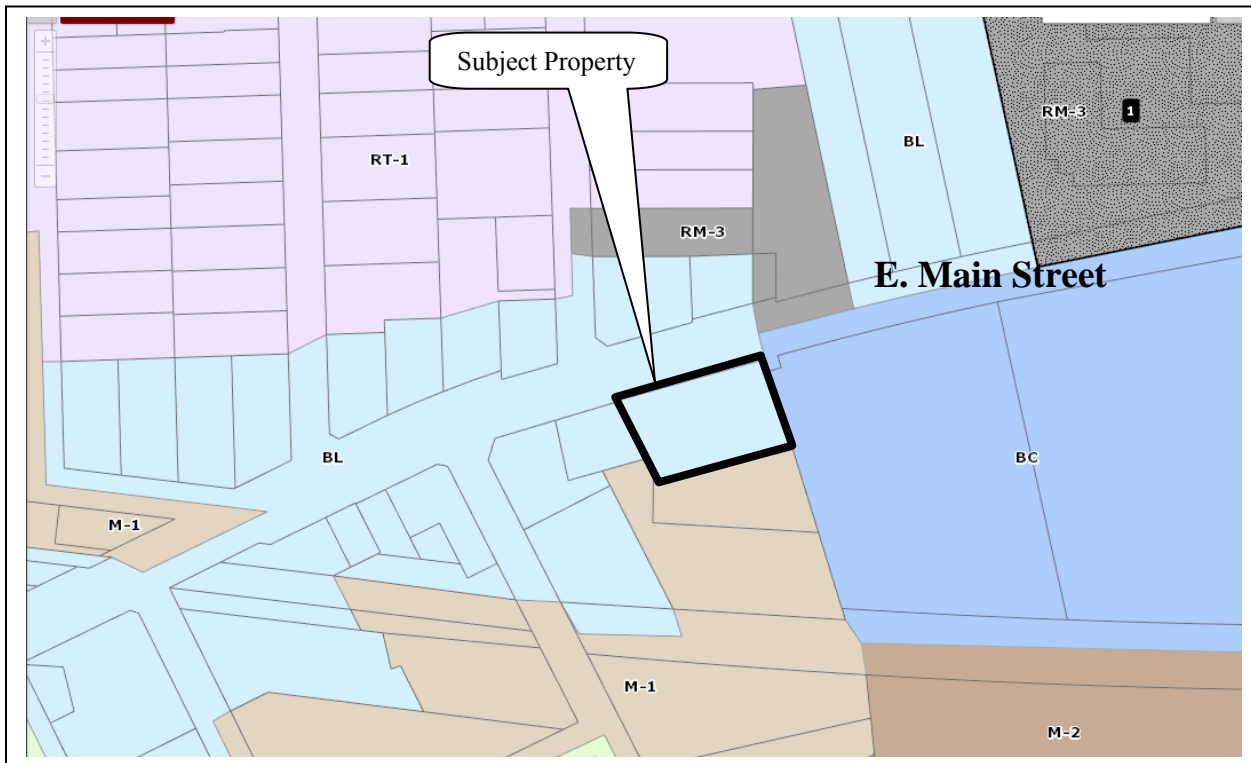 Subject Property
RM-3
1
BL
RT-1
RM-3
E. Main Street
BL
BC
M-1
M-1
M-2